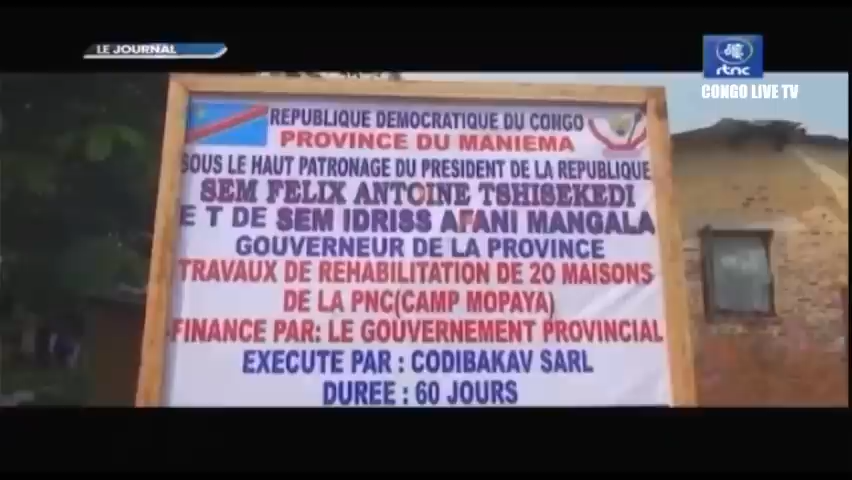 LE JOURNAL
rtnc
CONGO LIVE TV
REPUBLIQUE DEMOCRATIQUE DU CONGO
PROVINCE DU MANIEMA
SOUS LE HAUT PATRONAGE DU PRESIDENT DE LA REPUBLIQUE
SEM FELIX ANTOINE TSHISEKEDI
E T DE SEM IDRISS AFANI MANGALA
GOUVERNEUR DE LA PROVINCE
TRAVAUX DE REHABILITATION DE 20 MAISONS
DE LA PNC(CAMP MOPAYA)
FINANCE PAR: LE GOUVERNEMENT PROVINCIAL
EXECUTE PAR : CODIBAKAV SARL
DUREE : 60 JOURS